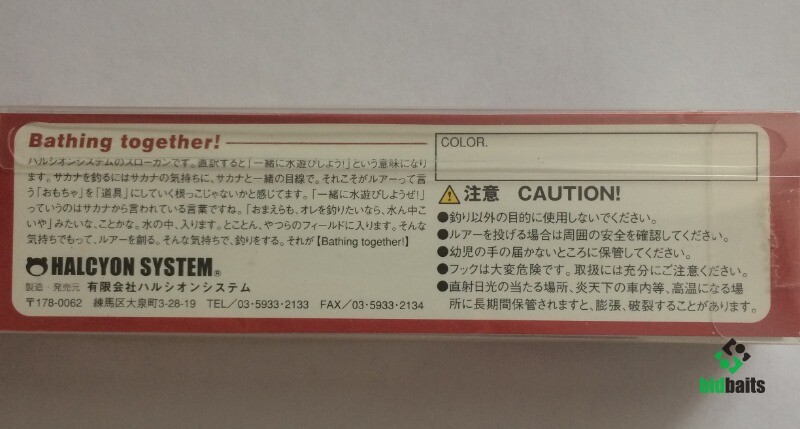 Bathing together!
ハルシオンシステムのスローガンです。直訳すると「一緒に水遊びしよう!」という意味になり
ます。サカナを釣るにはサカナの気持ちに、サカナと一緒の目線で。それこそがルアーって言
う「おもちゃ」を「道具」にしていく根っこじゃないかと感じてます。「一緒に水遊びしようぜ!」
っていうのはサカナから言われている言葉ですね。「おまえらも、オレを釣りたいなら、水ん中こ
いや」みたいな、ことかな。水の中、入ります。とことん、やつらのフィールドに入ります。そんな
気持ちでもって、ルアーを創る。そんな気持ちで、釣りをする。それが【Bathing together!】
HALCYON SYSTEM®
製造・発売元 有限会社ハルシオンシステム
〒178-0062 練馬区大泉町3-28-19 TEL/03・5933・2133 FAX/03・5934・2134
COLOR.
注意 CAUTION!
●釣り以外の目的に使用しないでください。
●ルアーを投げる場合は周囲の安全を確認してください。
●幼児の手の届かないところに保管してください。
●フックは大変危険です。取扱には充分にご注意ください。
●直射日光の当たる場所、炎天下の車内等、高温になる場
所に長期間保管されますと、膨張、破裂することがあります。
bidbaits